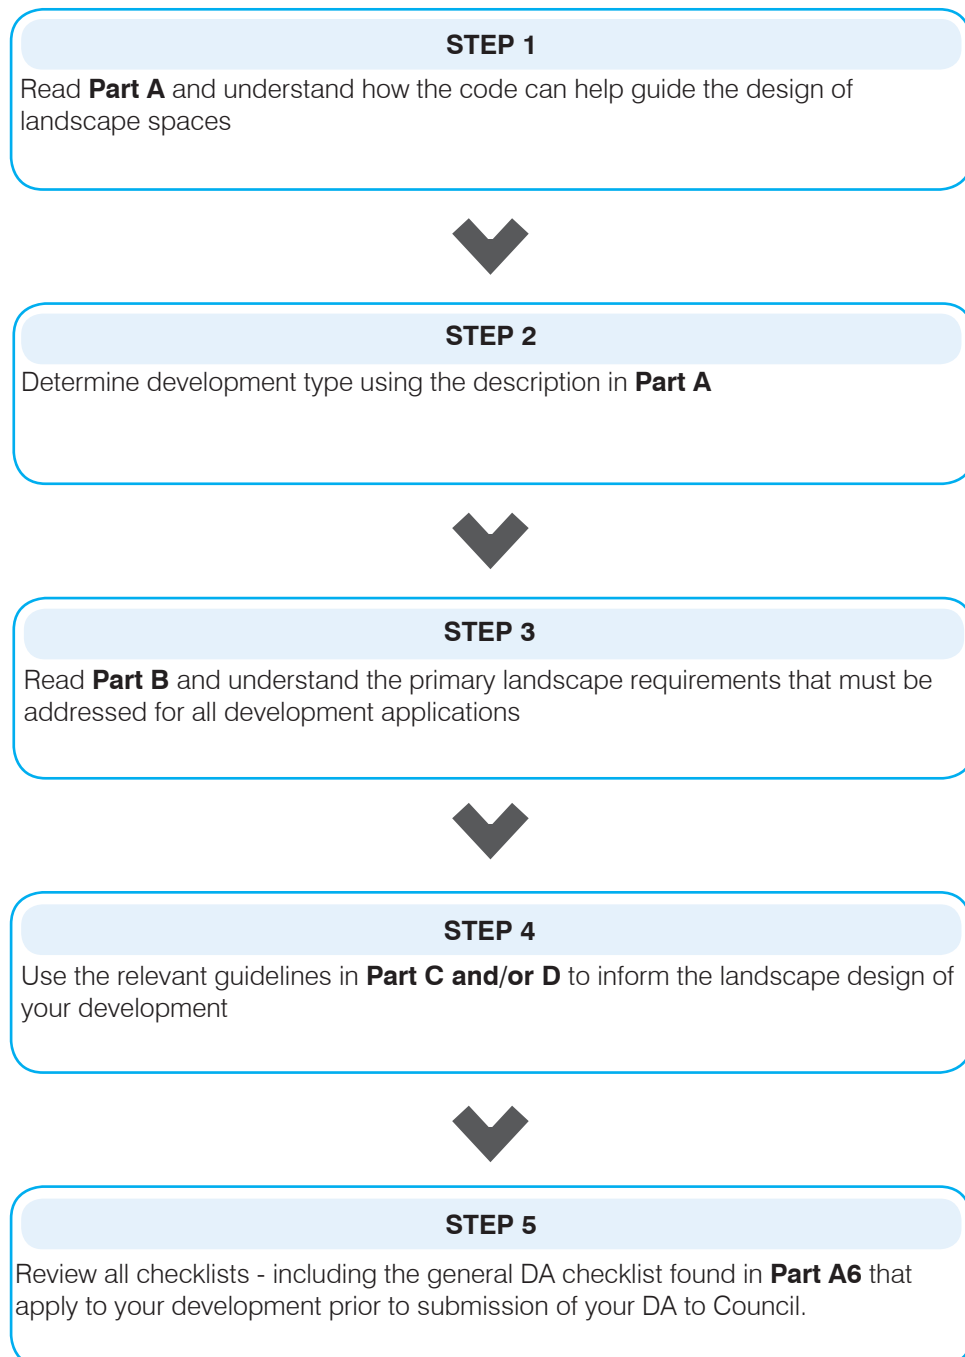 STEP 1
Read Part A and understand how the code can help guide the design of
landscape spaces
STEP 2
Determine development type using the description in Part A
STEP 3
Read Part B and understand the primary landscape requirements that must be
addressed for all development applications
STEP 4
Use the relevant guidelines in Part C and/or D to inform the landscape design of
your development
STEP 5
Review all checklists - including the general DA checklist found in Part A6 that
apply to your development prior to submission of your DA to Council.